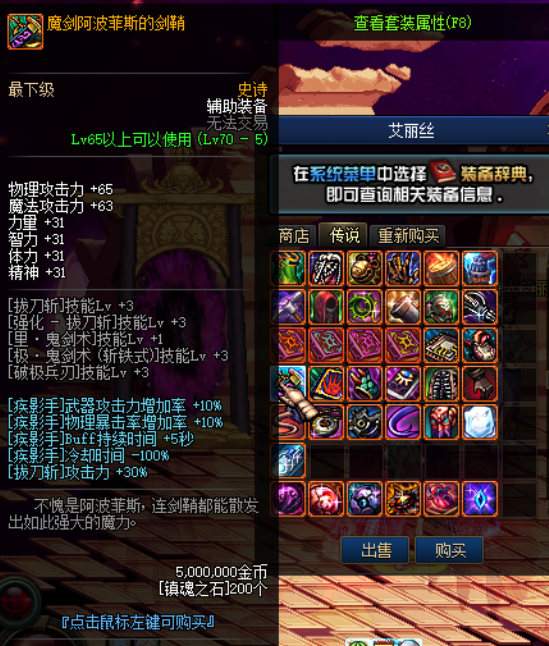 魔剑阿波菲斯的剑鞘
最下级
史诗
辅助装备
无法交易
Lv65以上可以使用 (Lv70 - 5)
物理攻击力 +65
魔法攻击力 +63
力量 +31
智力 +31
体力 +31
精神 +31
[拔刀斩]技能Lv +3
[强化 - 拔刀斩]技能Lv +3
[里·鬼剑术]技能Lv +1
[极·鬼剑术(斩铁式)]技能Lv +3
[破极兵刃]技能Lv +3
[疾影手]武器攻击力增加率 +10%
[疾影手]物理暴击率增加率 +10%
[疾影手]Buff持续时间 +5秒
[疾影手]冷却时间 -100%
[拔刀斩]攻击力 +30%
不愧是阿波菲斯,连剑鞘都能散发
出如此强大的魔力。
5,000,000金币
[镇魂之石]200个
『点击鼠标左键可购买』
查看套装属性(F8)
艾丽丝
在系统菜单中选择 装备辞典,
即可查询相关装备信息.
商店 传说 重新购买
出售 购买